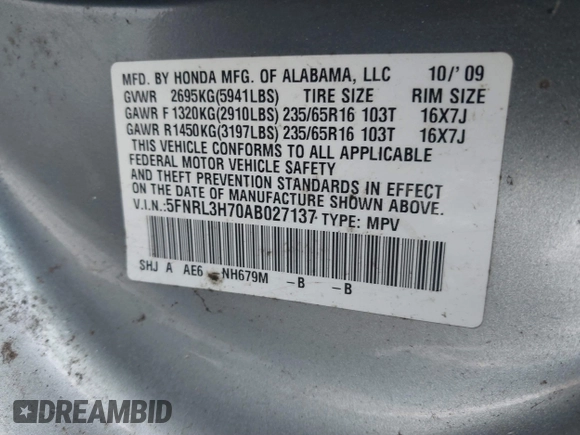 MFD. BY HONDA MFG. OF ALABAMA, LLC 10/'09
GVWR 2695KG(5941LBS) TIRE SIZE RIM SIZE
GAWR F 1320KG(2910LBS) 235/65R16 103T 16X7J
GAWR R1450KG(3197LBS) 235/65R16 103T 16X7J
THIS VEHICLE CONFORMS TO ALL APPLICABLE
FEDERAL MOTOR VEHICLE SAFETY
AND THEFT PREVENTION STANDARDS IN EFFECT
ON THE DATE OF MANUFACTURE SHOWN ABOVE.
V.I.N.:5FNRL3H70AB027137 TYPE: MPV
SHJ A AE6 NH679M -B -B
DREAMBID